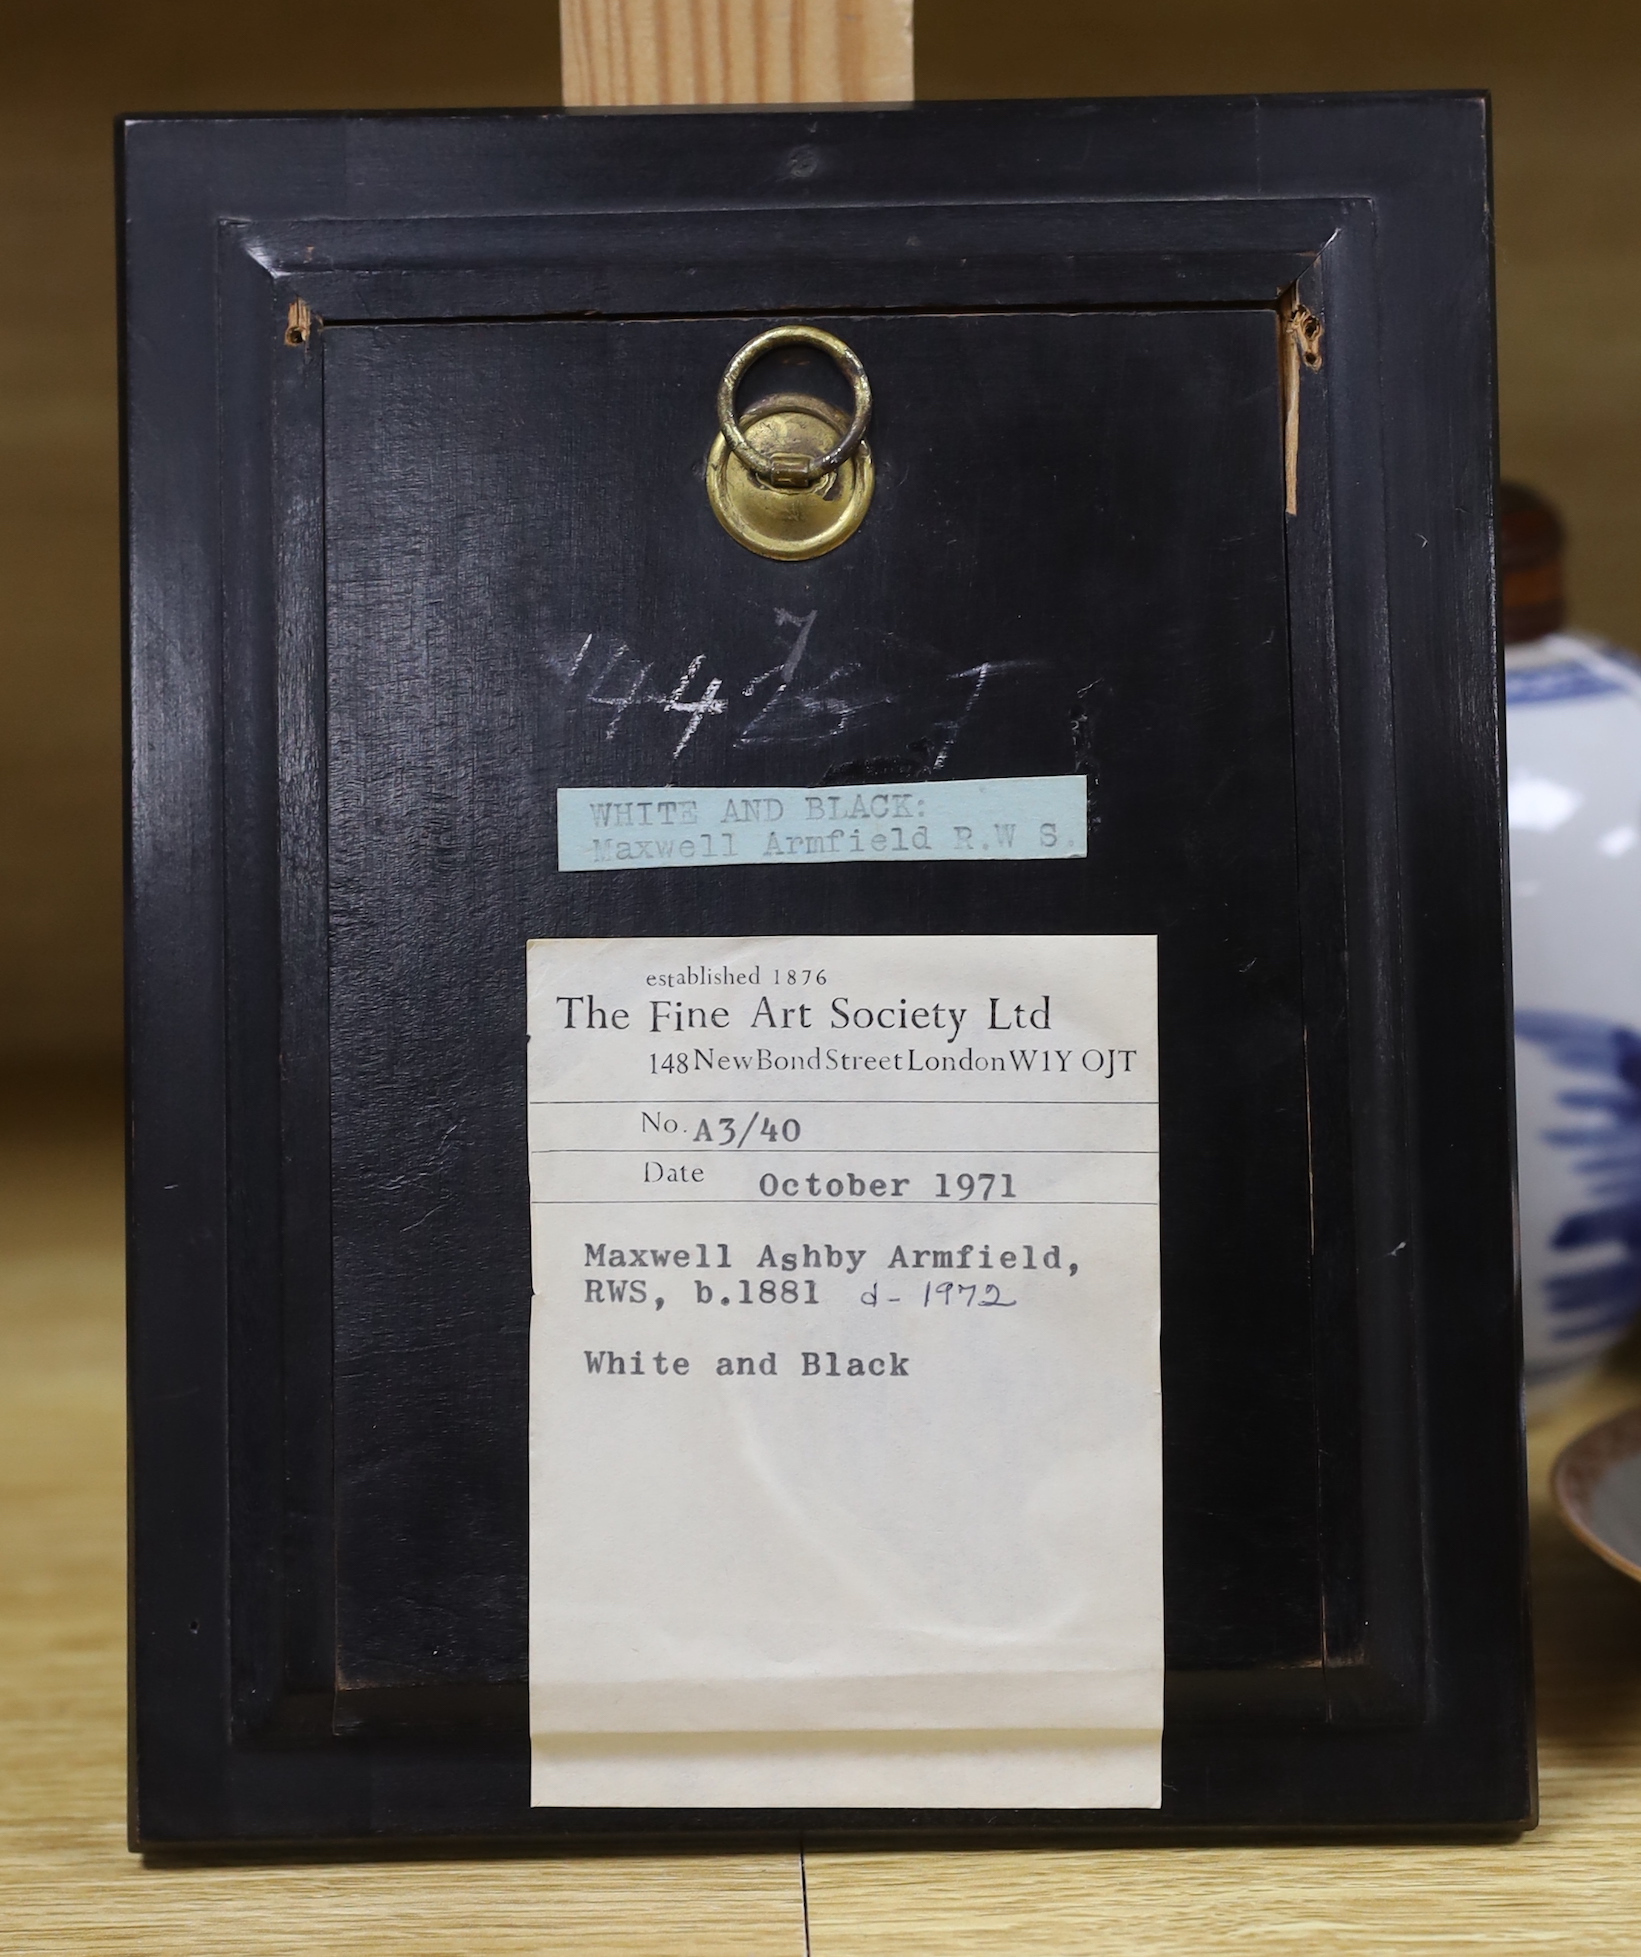 WHITE AND BLACK:
Maxwell Armfield R.W S.
established 1876
The Fine Art Society Ltd
148 New Bond Street London W1Y OJT
No. A3/40
Date October 1971
Maxwell Ashby Armfield,
RWS, b.1881 d- 1972
White and Black